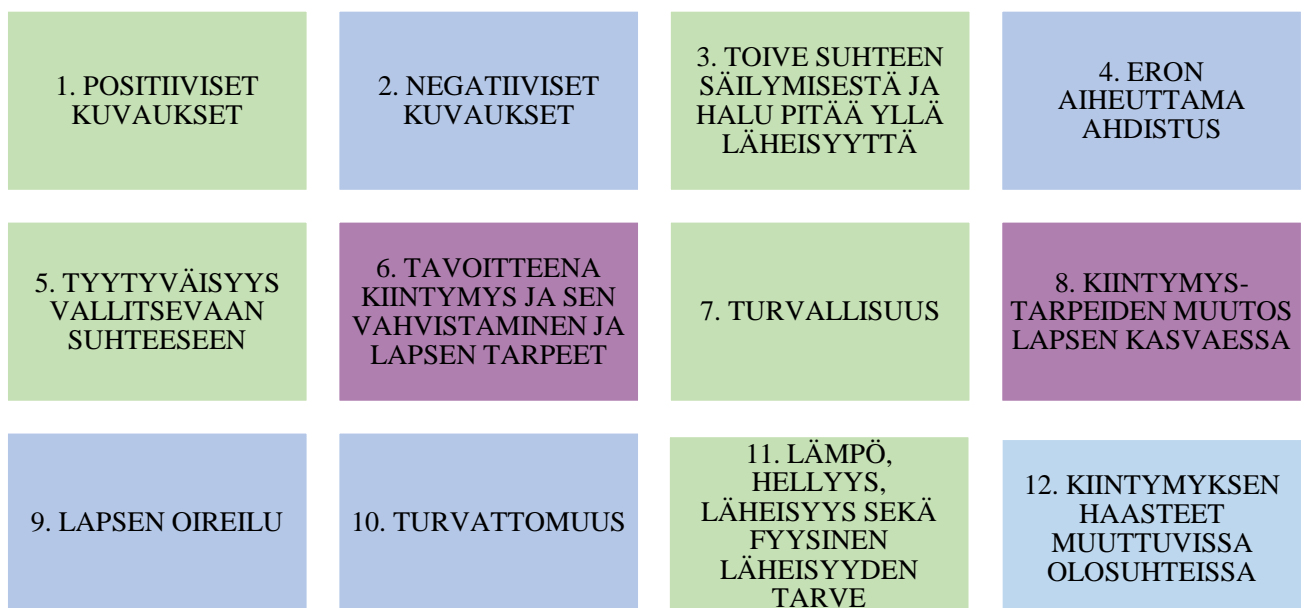 1. POSITIIVISET
KUVAUKSET
2. NEGATIIVISET
KUVAUKSET
3. TOIVE SUHTEEN
SÄILYMISESTÄ JA
HALU PITÄÄ YLLÄ
LÄHEISYYTTÄ
4. ERON
AIHEUTTAMA
AHDISTUS
5. TYYTYVÄISYYS
VALLITSEVAAN
SUHTEESEEN
6. TAVOITTEENA
KIINTYMYS JA SEN
VAHVISTAMINEN JA
LAPSEN TARPEET
7. TURVALLISUUS
8. KIINTYMYS-
TARPEIDEN MUUTOS
LAPSEN KASVAESSA
9. LAPSEN OIREILU
10. TURVATTOMUUS
11. LÄMPÖ,
HELLYYS,
LÄHEISYYS SEKÄ
FYYSINEN
LÄHEISYYDEN
TARVE
12. KIINTYMYKSEN
HAASTEET
MUUTTUVISSA
OLOSUHTEISSA